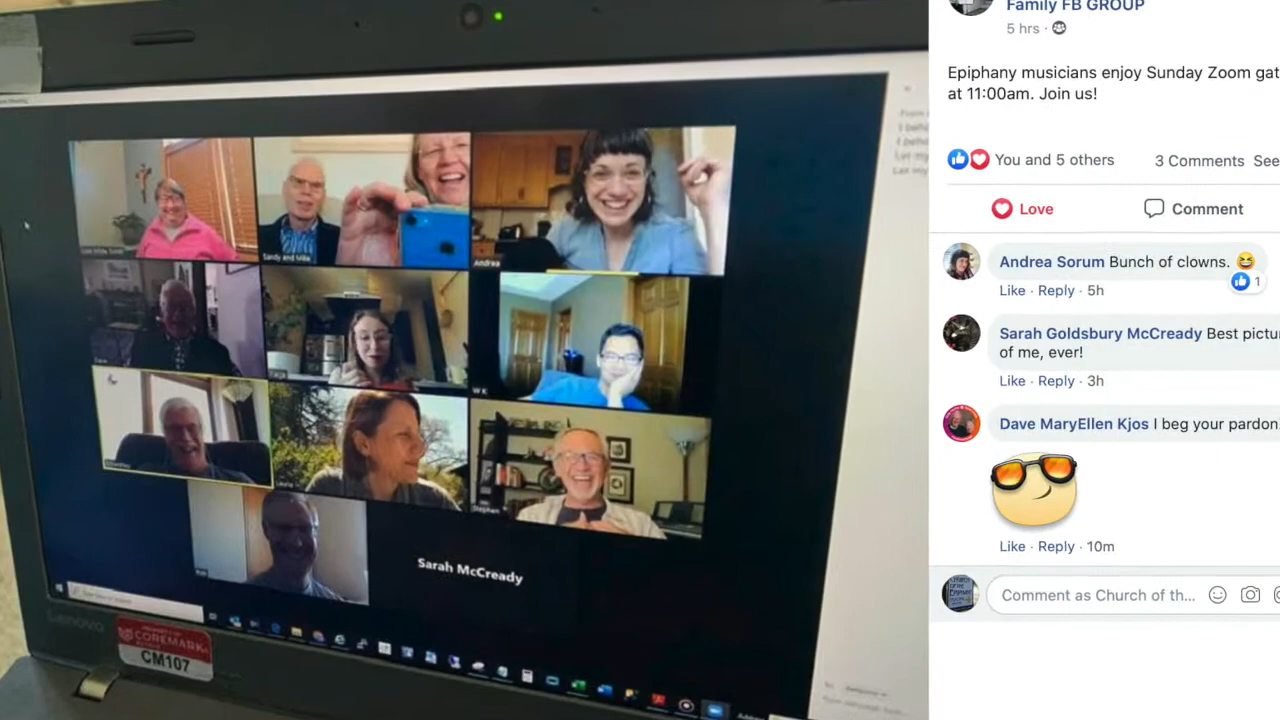 Family FB GROUP
5 hrs ·
Epiphany musicians enjoy Sunday Zoom gat
at 11:00am. Join us!
You and 5 others 3 Comments See
Love Comment
Andrea Sorum Bunch of clowns.
1
Like · Reply · 5h
Sarah Goldsbury McCready Best pictu
of me, ever!
Like · Reply · 3h
Dave MaryEllen Kjos I beg your pardon
Like · Reply · 10m
Comment as Church of th...
Sandy and Mike
Andrea
W K
Laurie
Stephen
Sarah McCready
Lenovo
COREMARK
CM107